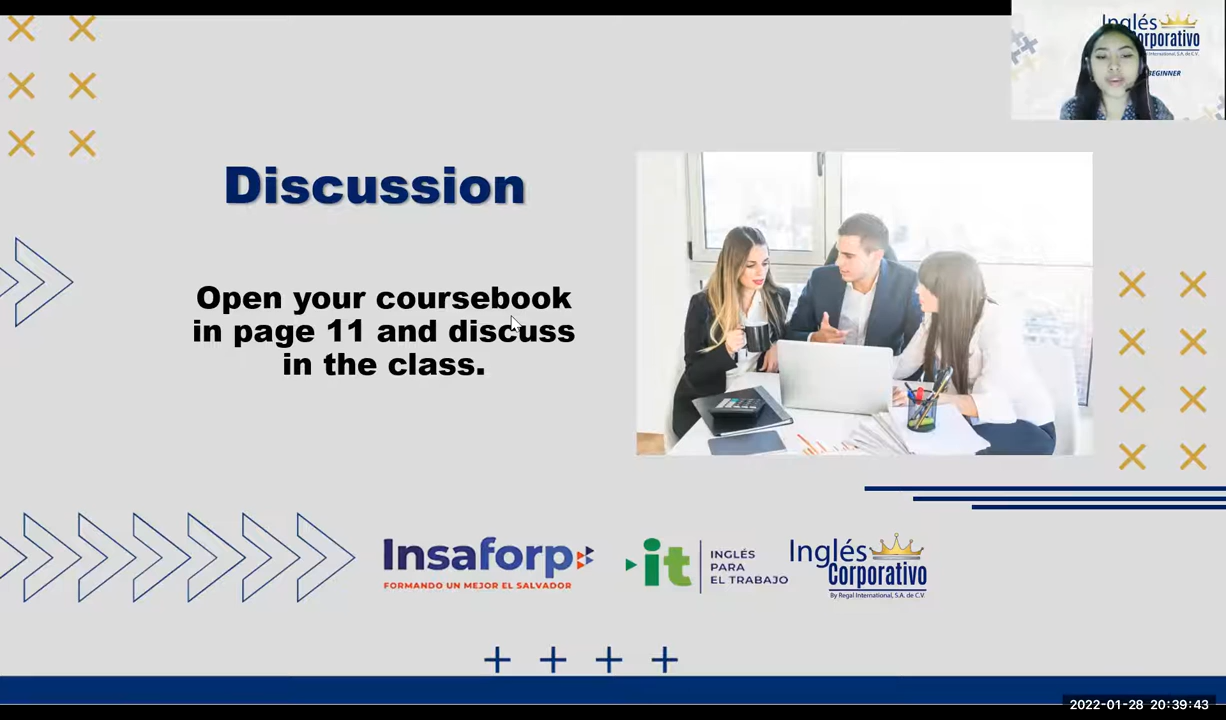 Inglés
Corporativo
BEGINNER
Discussion
Open your coursebook
in page 11 and discuss
in the class.
Insaforp
FORMANDO UN MEJOR EL SALVADOR
it
INGLÉS
PARA
EL TRABAJO
Inglés
Corporativo
By Regal International, S.A. de C.V.
2022-01-28 20:39:43